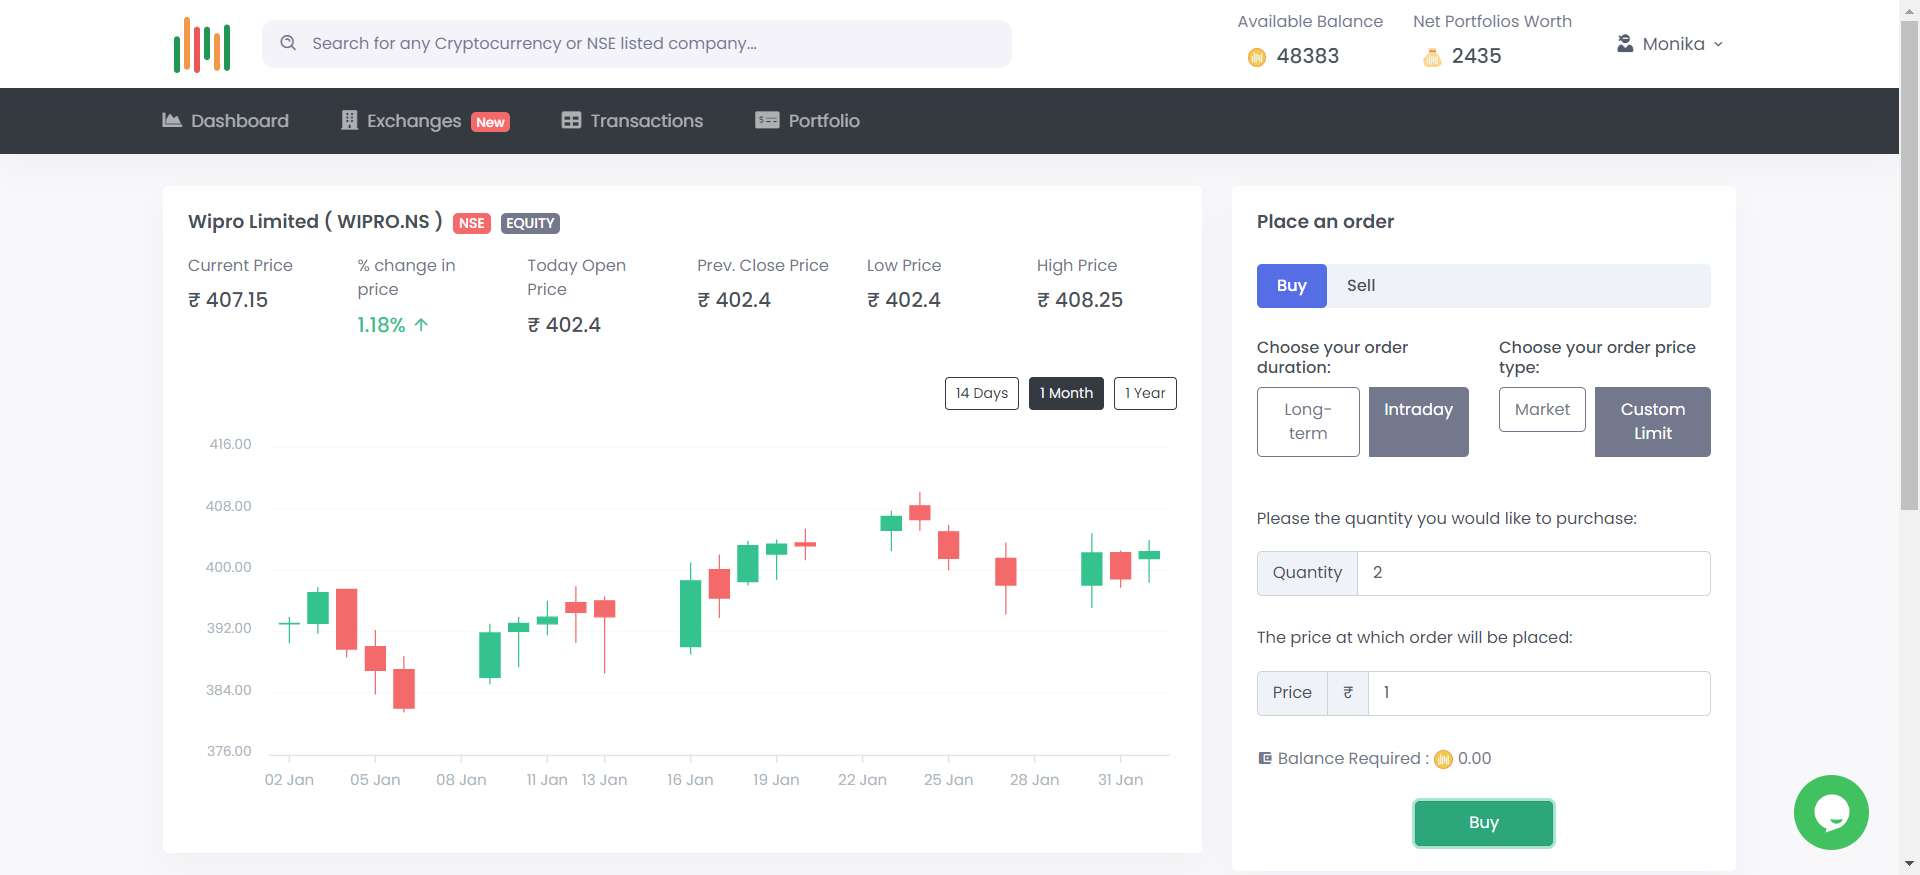 Search for any Cryptocurrency or NSE listed company...
Available Balance
48383
Net Portfolios Worth
2435
Monika
Dashboard
Exchanges New
Transactions
Portfolio
Wipro Limited ( WIPRO.NS ) NSE EQUITY
Current Price
₹ 407.15
% change in
price
1.18% ↑
Today Open
Price
₹ 402.4
Prev. Close Price
₹ 402.4
Low Price
₹ 402.4
High Price
₹ 408.25
14 Days
1 Month
1 Year
416.00
408.00
400.00
392.00
384.00
376.00
02 Jan
05 Jan
08 Jan
11 Jan
13 Jan
16 Jan
19 Jan
22 Jan
25 Jan
28 Jan
31 Jan
Place an order
Buy
Sell
Choose your order
duration:
Long-
term
Intraday
Choose your order price
type:
Market
Custom
Limit
Please the quantity you would like to purchase:
Quantity
2
The price at which order will be placed:
Price
₹
1
Balance Required : 0.00
Buy